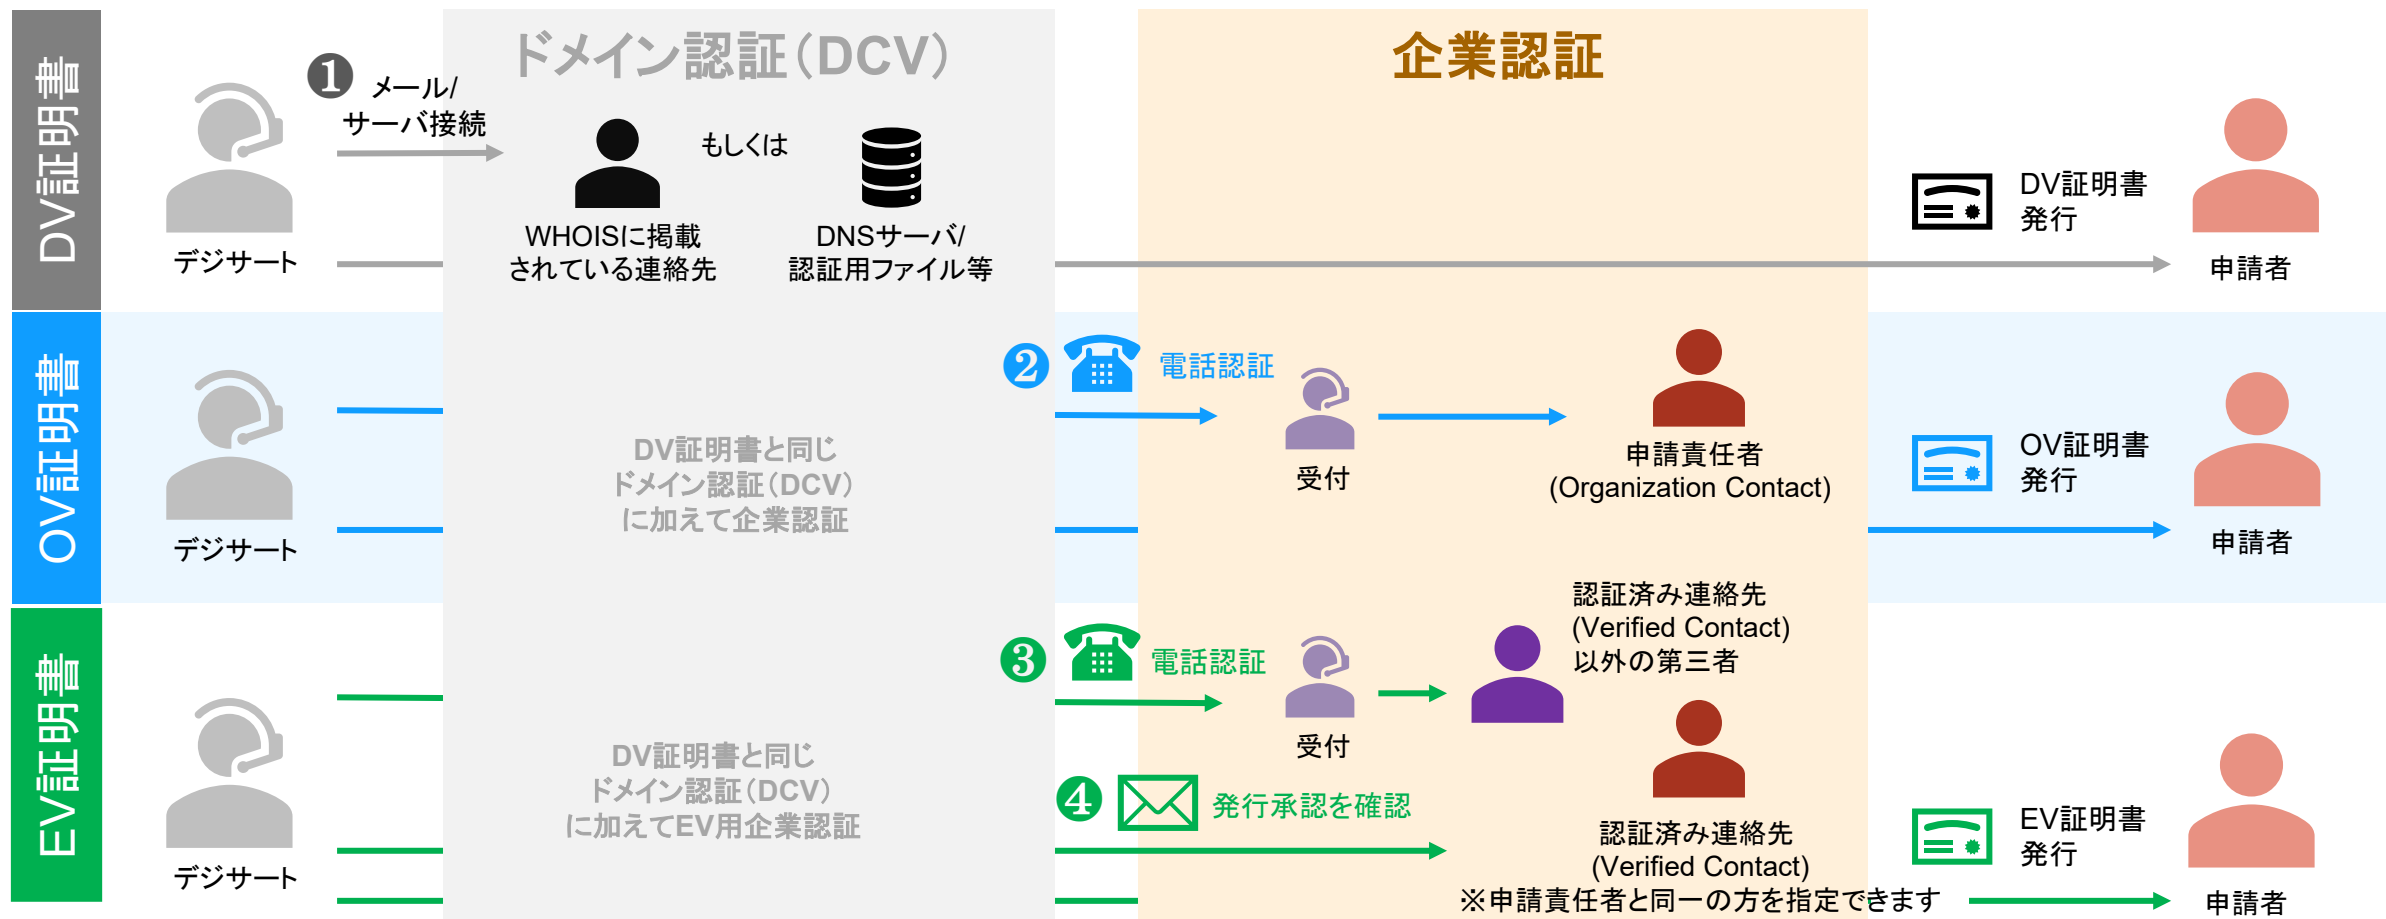 ドメイン認証（DCV）
企業認証
DV証明書
❶
メール/
サーバ接続
デジサート
もしくは
WHOISに掲載
されている連絡先
DNSサーバ/
認証用ファイル等
DV証明書
発行
申請者
OV証明書
デジサート
DV証明書と同じ
ドメイン認証（DCV）
に加えて企業認証
❷
電話認証
受付
申請責任者
(Organization Contact)
OV証明書
発行
申請者
EV証明書
デジサート
DV証明書と同じ
ドメイン認証（DCV）
に加えてEV用企業認証
❸
電話認証
受付
認証済み連絡先
(Verified Contact)
以外の第三者
❹
発行承認を確認
認証済み連絡先
(Verified Contact)
※申請責任者と同一の方を指定できます
EV証明書
発行
申請者